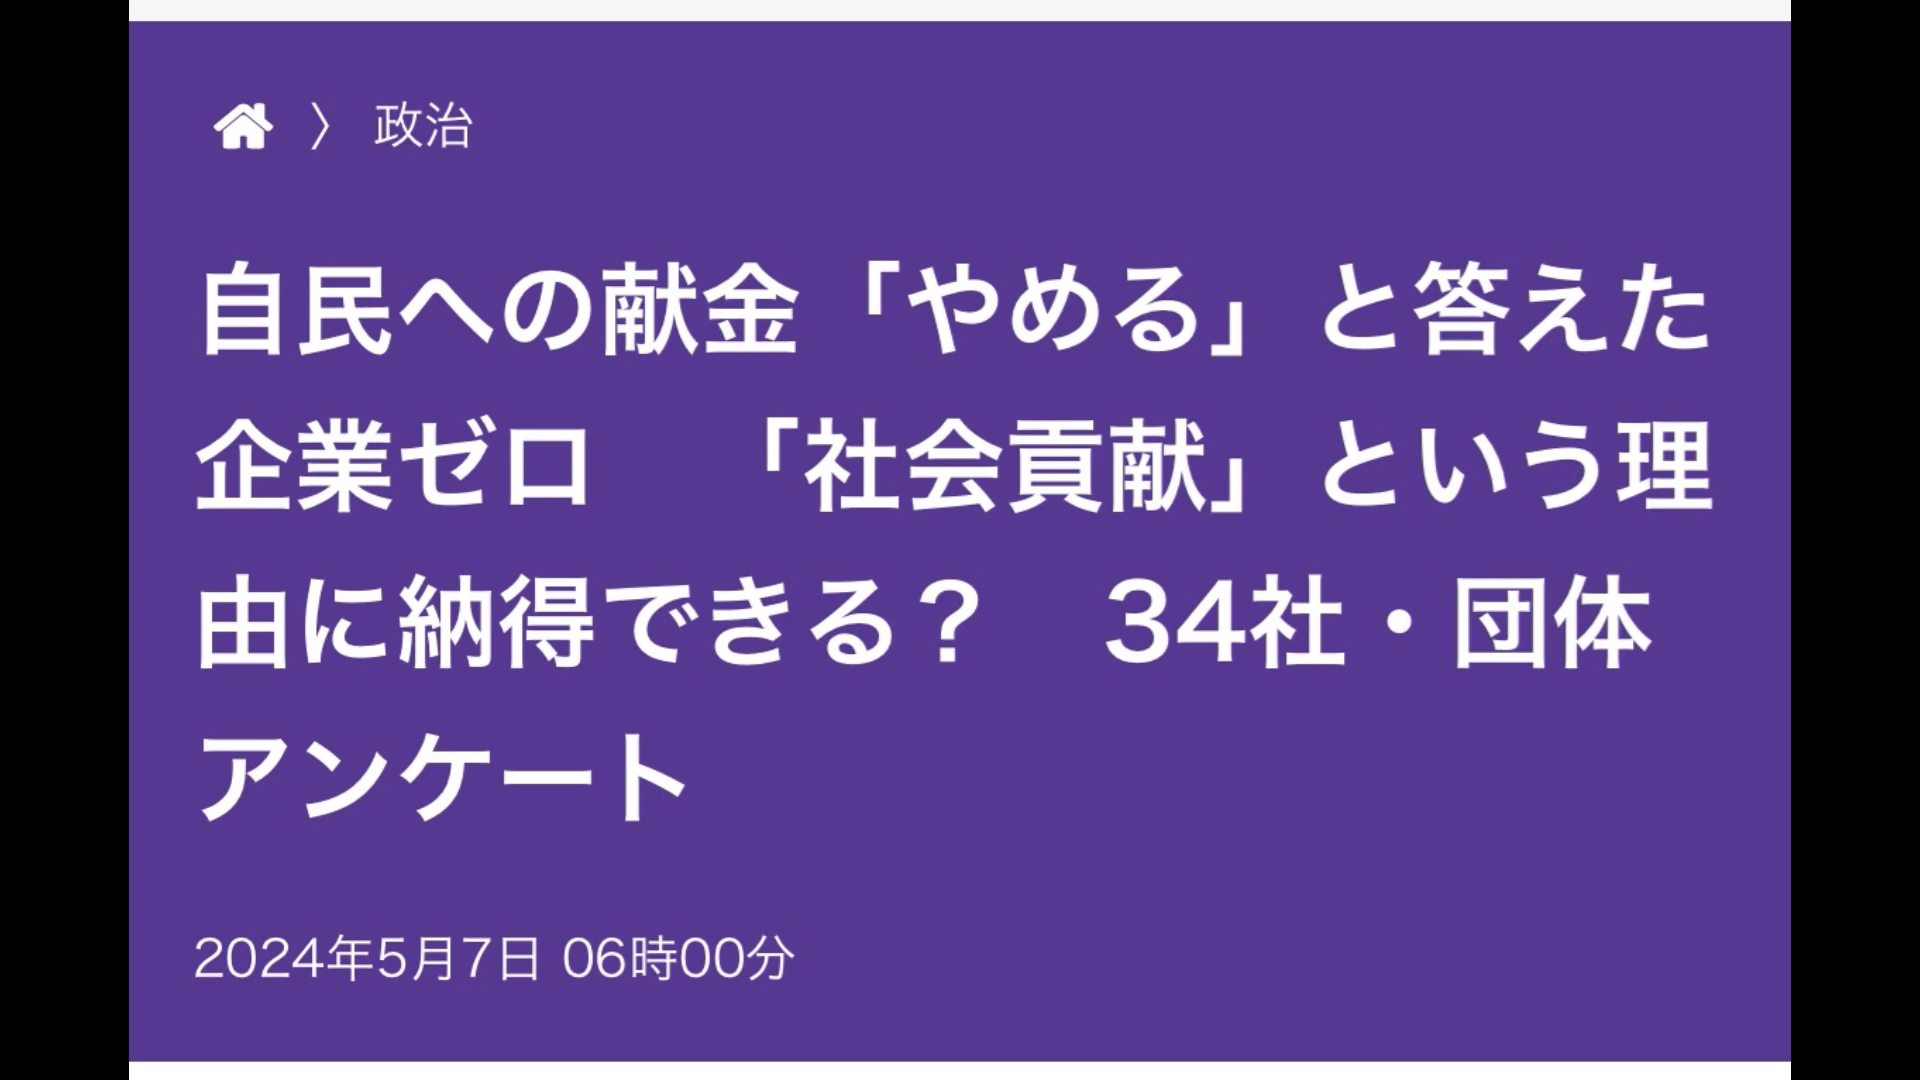 〉 政治
自民への献金「やめる」と答えた
企業ゼロ　「社会貢献」という理
由に納得できる？　34社・団体
アンケート
2024年5月7日 06時00分